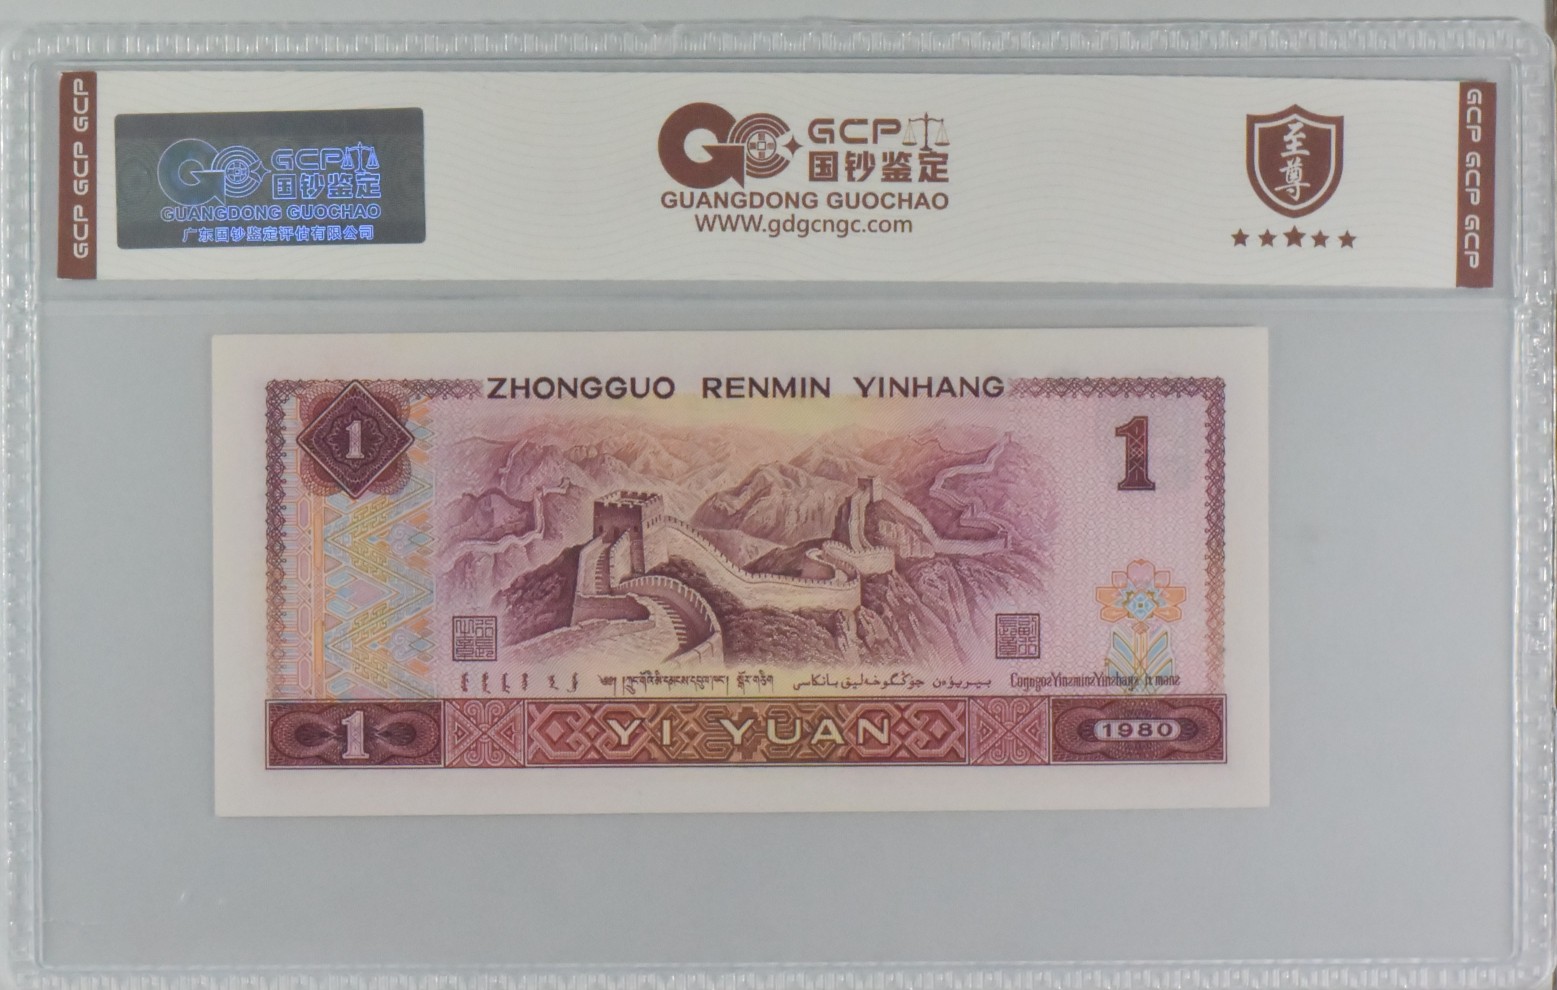 GCP GCP GCP
GCP
国钞鉴定
GUANGDONG GUOCHAO
广东国钞鉴定评估有限公司
GCP
国钞鉴定
GUANGDONG GUOCHAO
WWW.gdgcngc.com
至尊
GCP GCP GCP
ZHONGGUO RENMIN YINHANG
1
1
1
YI YUAN
1980